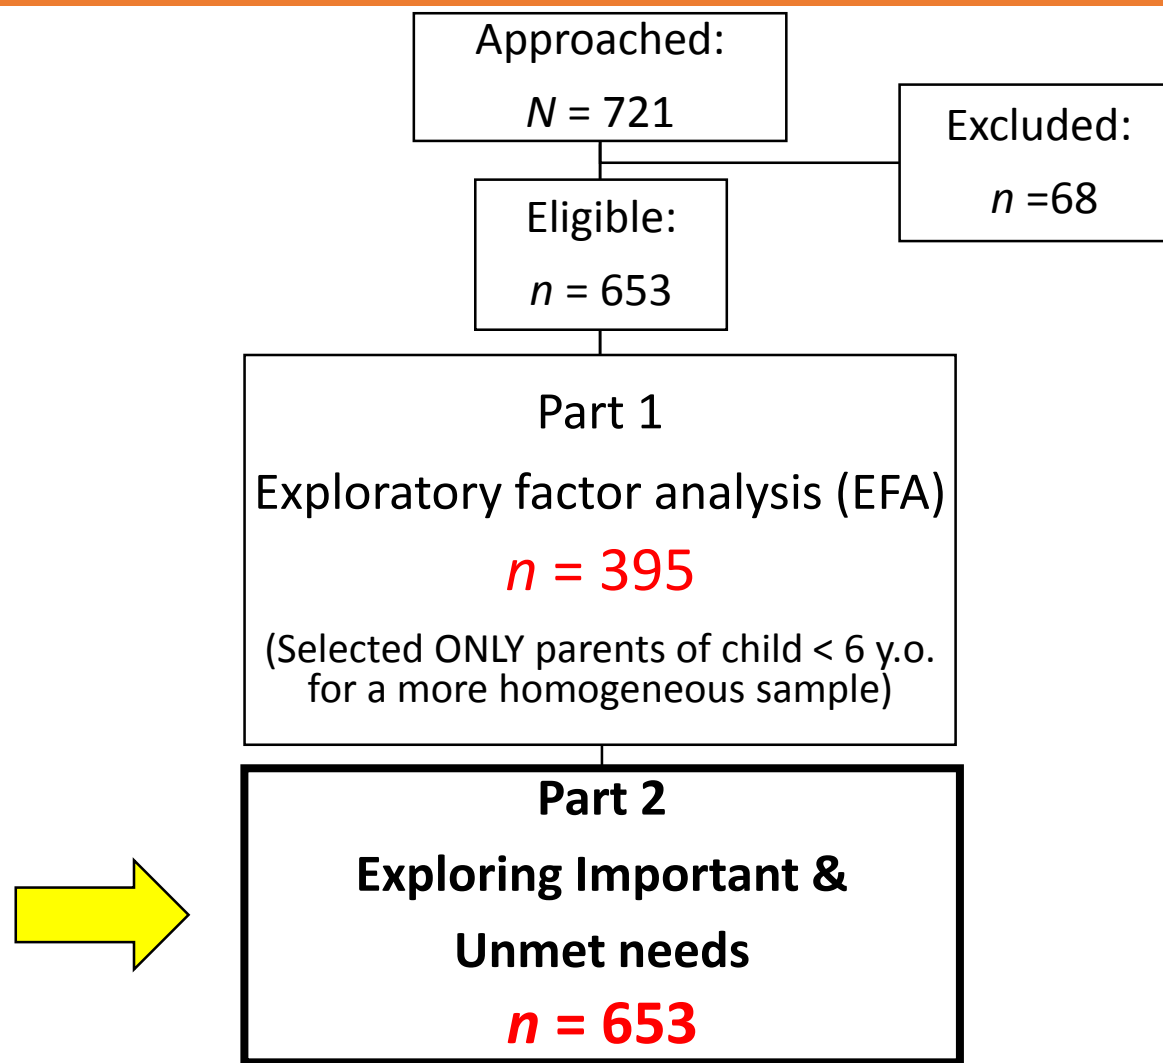 Approached:
N = 721
Excluded:
n =68
Eligible:
n = 653
Part 1
Exploratory factor analysis (EFA)
n = 395
(Selected ONLY parents of child < 6 y.o.
for a more homogeneous sample)
Part 2
Exploring Important &
Unmet needs
n = 653